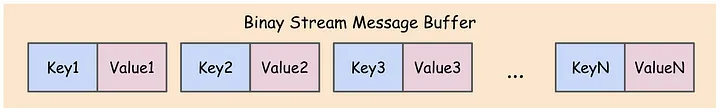 Binay Stream Message Buffer
Key1 Value1 Key2 Value2 Key3 Value3 ... KeyN ValueN